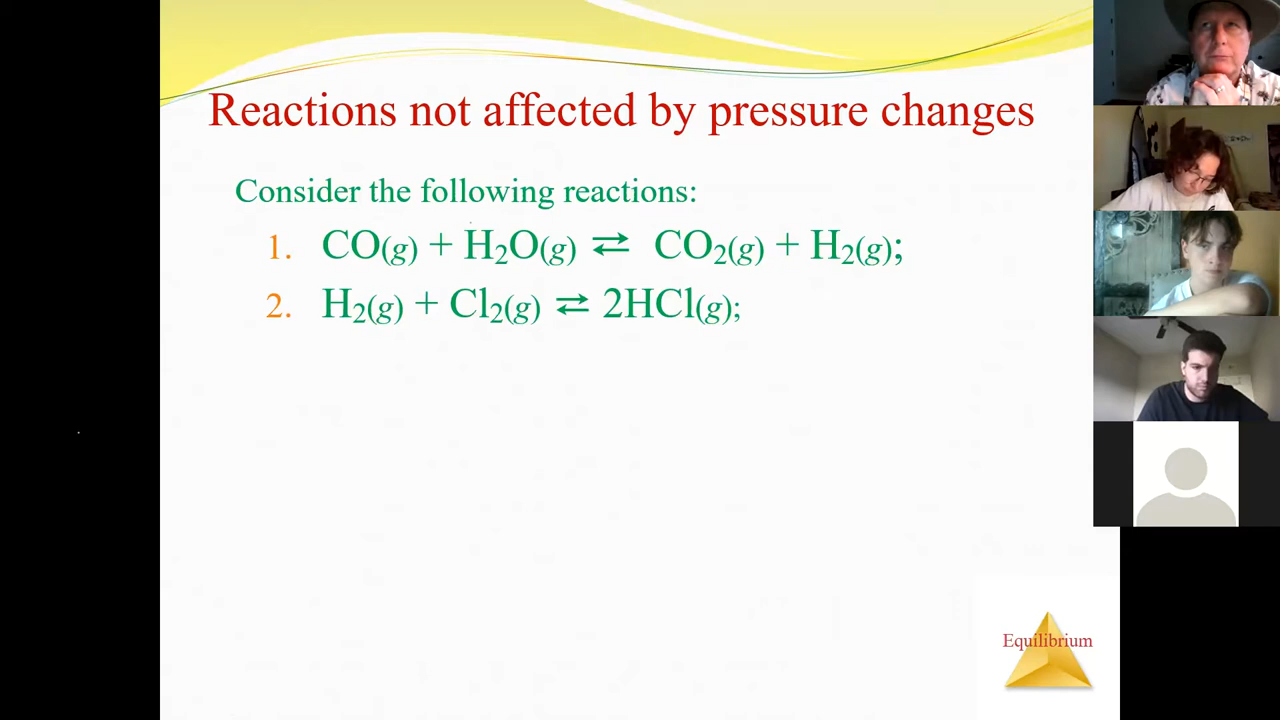 Reactions not affected by pressure changes
Consider the following reactions:
1. CO(g) + H₂O(g) ⇄ CO₂(g) + H₂(g);
2. H₂(g) + Cl₂(g) ⇄ 2HCl(g);
Equilibrium